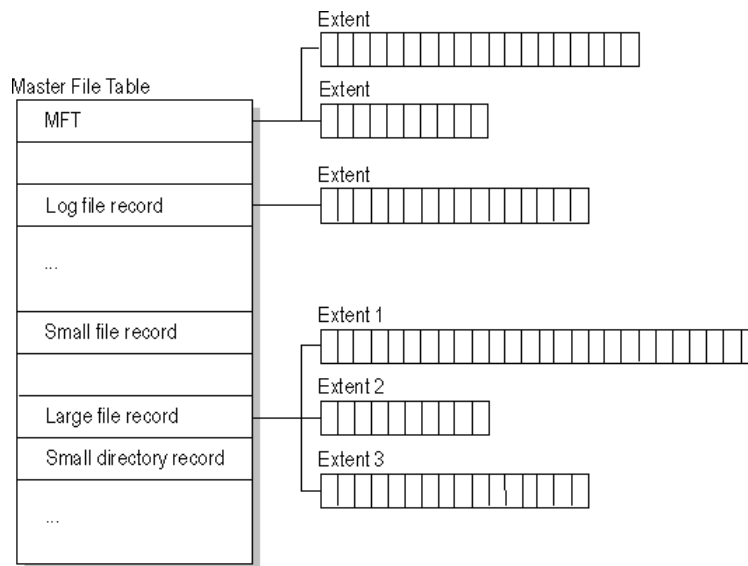 Extent
Master File Table
Extent
MFT
Extent
Log file record
...
Extent 1
Small file record
Extent 2
Large file record
Small directory record
Extent 3
...